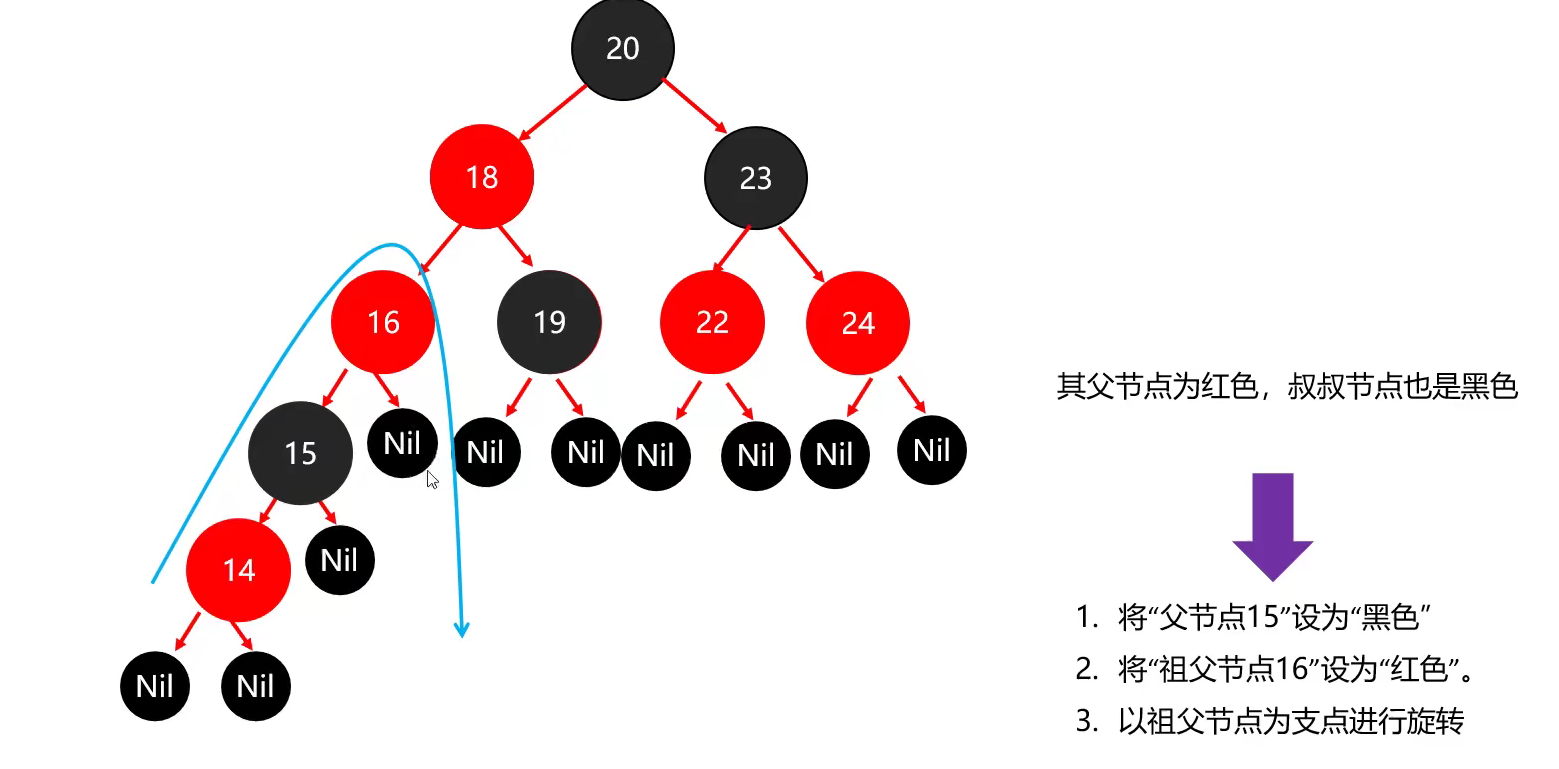 20
18
23
16
19
22
24
其父节点为红色，叔叔节点也是黑色
15
Nil
Nil
Nil
Nil
Nil
Nil
Nil
14
Nil
1. 将“父节点15”设为“黑色”
2. 将“祖父节点16”设为“红色”。
Nil
Nil
3. 以祖父节点为支点进行旋转